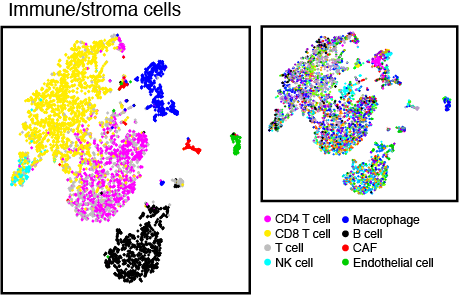 Immune/stroma cells
CD4 T cell
CD8 T cell
T cell
NK cell
Macrophage
B cell
CAF
Endothelial cell